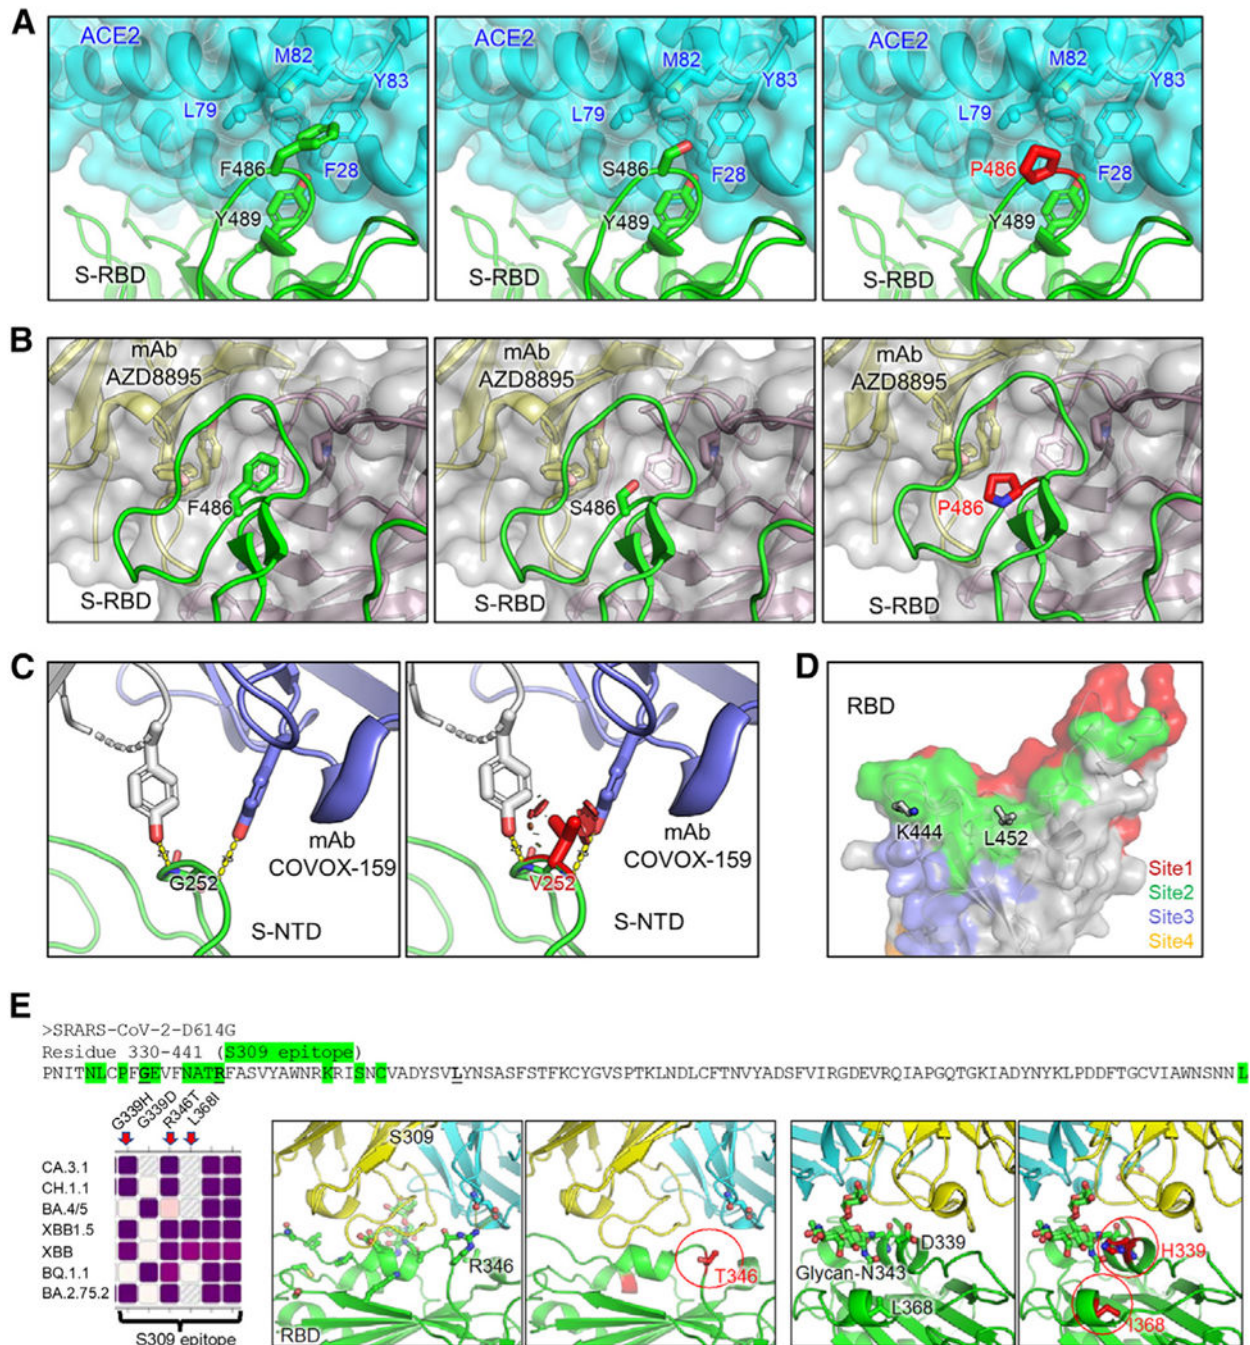 A
ACE2
M82
Y83
L79
F486
F28
Y489
S-RBD
ACE2
M82
Y83
L79
S486
F28
Y489
S-RBD
ACE2
M82
Y83
L79
P486
F28
Y489
S-RBD
B
mAb
AZD8895
F486
S-RBD
mAb
AZD8895
S486
S-RBD
mAb
AZD8895
P486
S-RBD
C
G252
mAb
COVOX-159
V252
S-NTD
S-NTD
D
RBD
K444
L452
Site1
Site2
Site3
Site4
E
>SRARS-CoV-2-D614G
Residue 330-441 (S309 epitope)
PNITNLCPFGEVFNATRFASVYAWNRKRISNCVADYSVLYNSASFSTFKCYGVSPTKLNDLCFTNVYADSFVIRGDEVRQIAPGQTGKIADYNYKLPDDFTGCVIAWNSNNL
G339H
G339D
R346T
L368I
CA.3.1
CH.1.1
BA.4/5
XBB1.5
XBB
BQ.1.1
BA.2.75.2
S309 epitope
S309
R346
RBD
T346
D339
Glycan-N343
L368
H339
I368